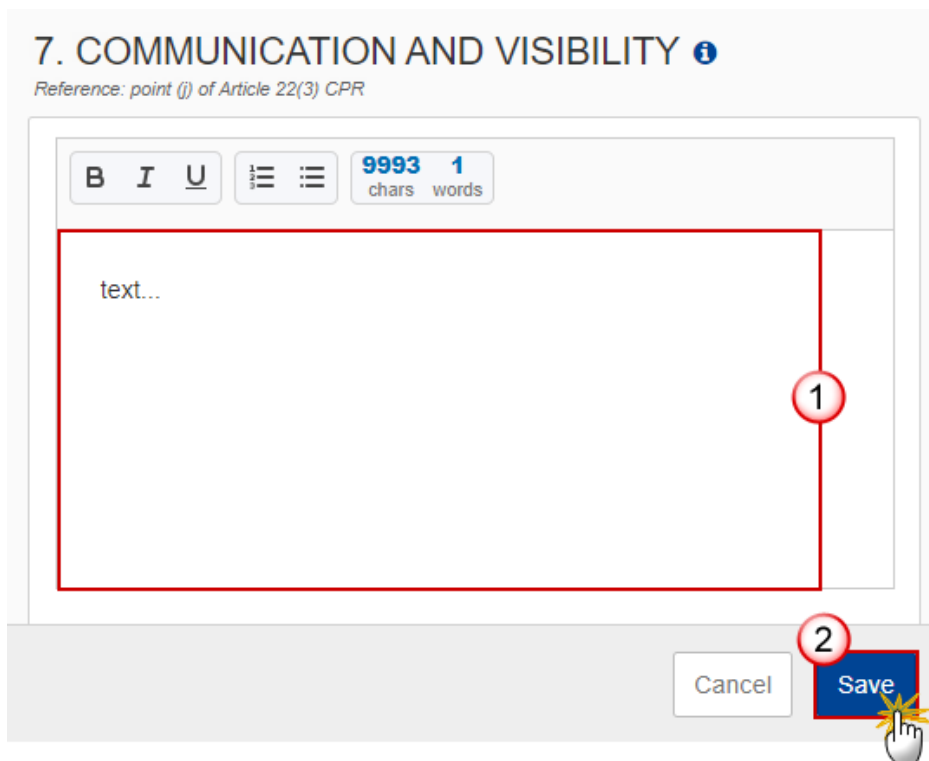 7. COMMUNICATION AND VISIBILITY
Reference: point (j) of Article 22(3) CPR
B I U 9993 1
chars words
text...
1
2
Cancel Save